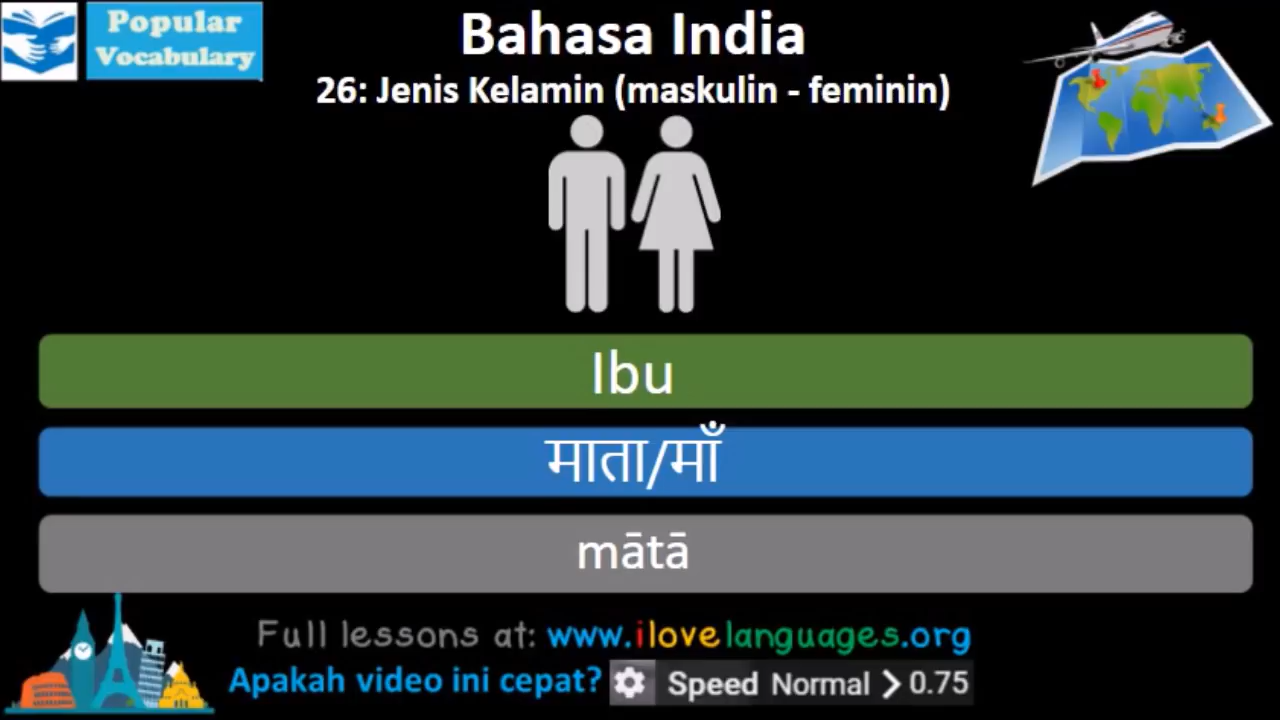 Popular
Vocabulary
Bahasa India
26: Jenis Kelamin (maskulin - feminin)
Ibu
माता/माँ
mātā
Full lessons at: www.ilovelanguages.org
Apakah video ini cepat? Speed Normal > 0.75